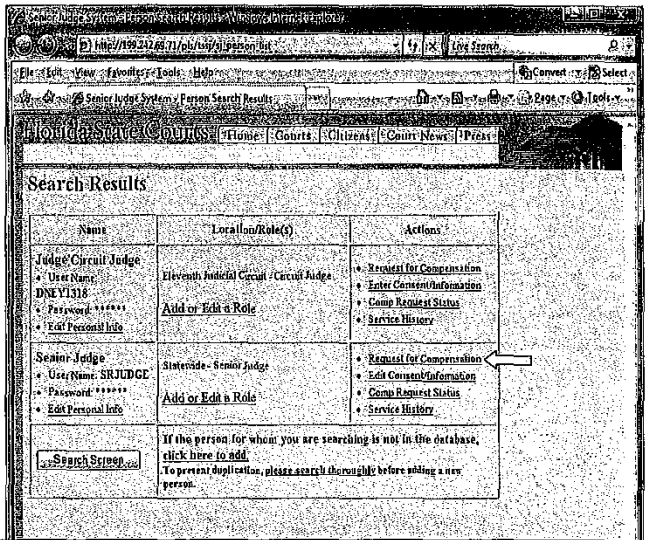 Senior Judge System - Person Search Results - Windows Internet Explorer
http://199.242.69.71/pls/tssj/sj_person_list
Live Search
File Edit View Favorites Tools Help
Convert Select
Senior Judge System - Person Search Results
Page Tools
Florida State Courts Home Courts Citizens Court News Press
Search Results
Name Location/Role(s) Actions
Judge Circuit Judge
• User Name:
DNEY1318
• Password: ******
• Edit Personal Info
Eleventh Judicial Circuit - Circuit Judge
Add or Edit a Role
• Request for Compensation
• Enter Consent/Information
• Comp Request Status
• Service History
Senior Judge
• User Name: SRJUDGE
• Password: ******
• Edit Personal Info
Statewide - Senior Judge
Add or Edit a Role
• Request for Compensation
• Edit Consent/Information
• Comp Request Status
• Service History
Search Screen
If the person for whom you are searching is not in the database,
click here to add.
To prevent duplication, please search thoroughly before adding a new
person.